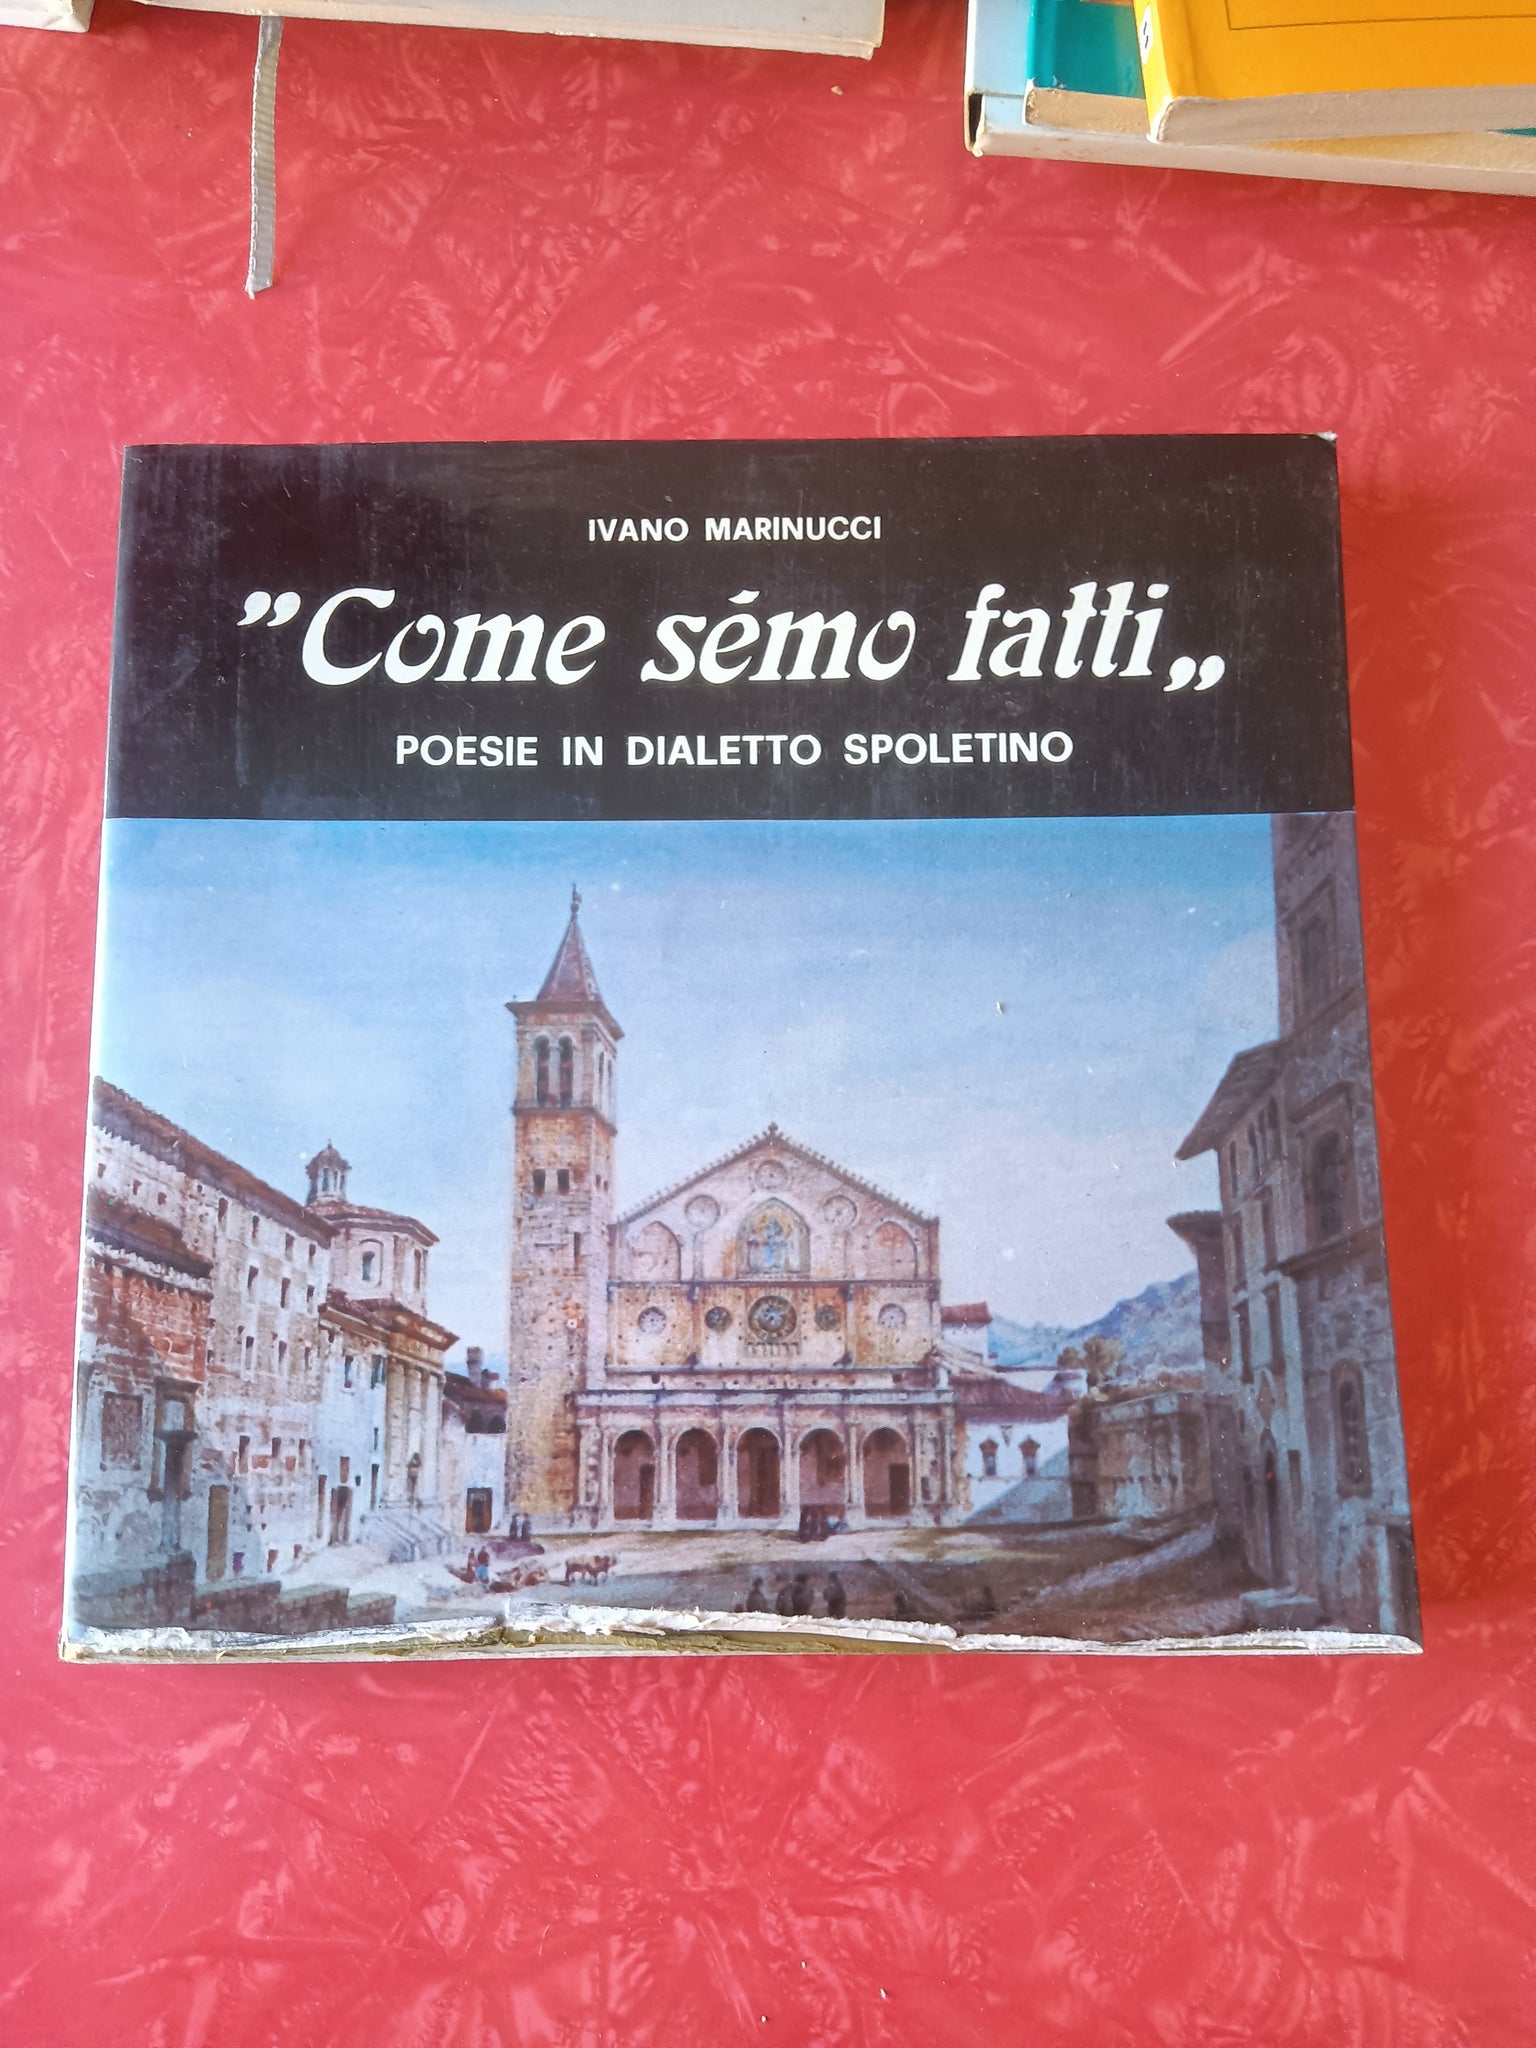 IVANO MARINUCCI
”Come sémo fatti„
POESIE IN DIALETTO SPOLETINO